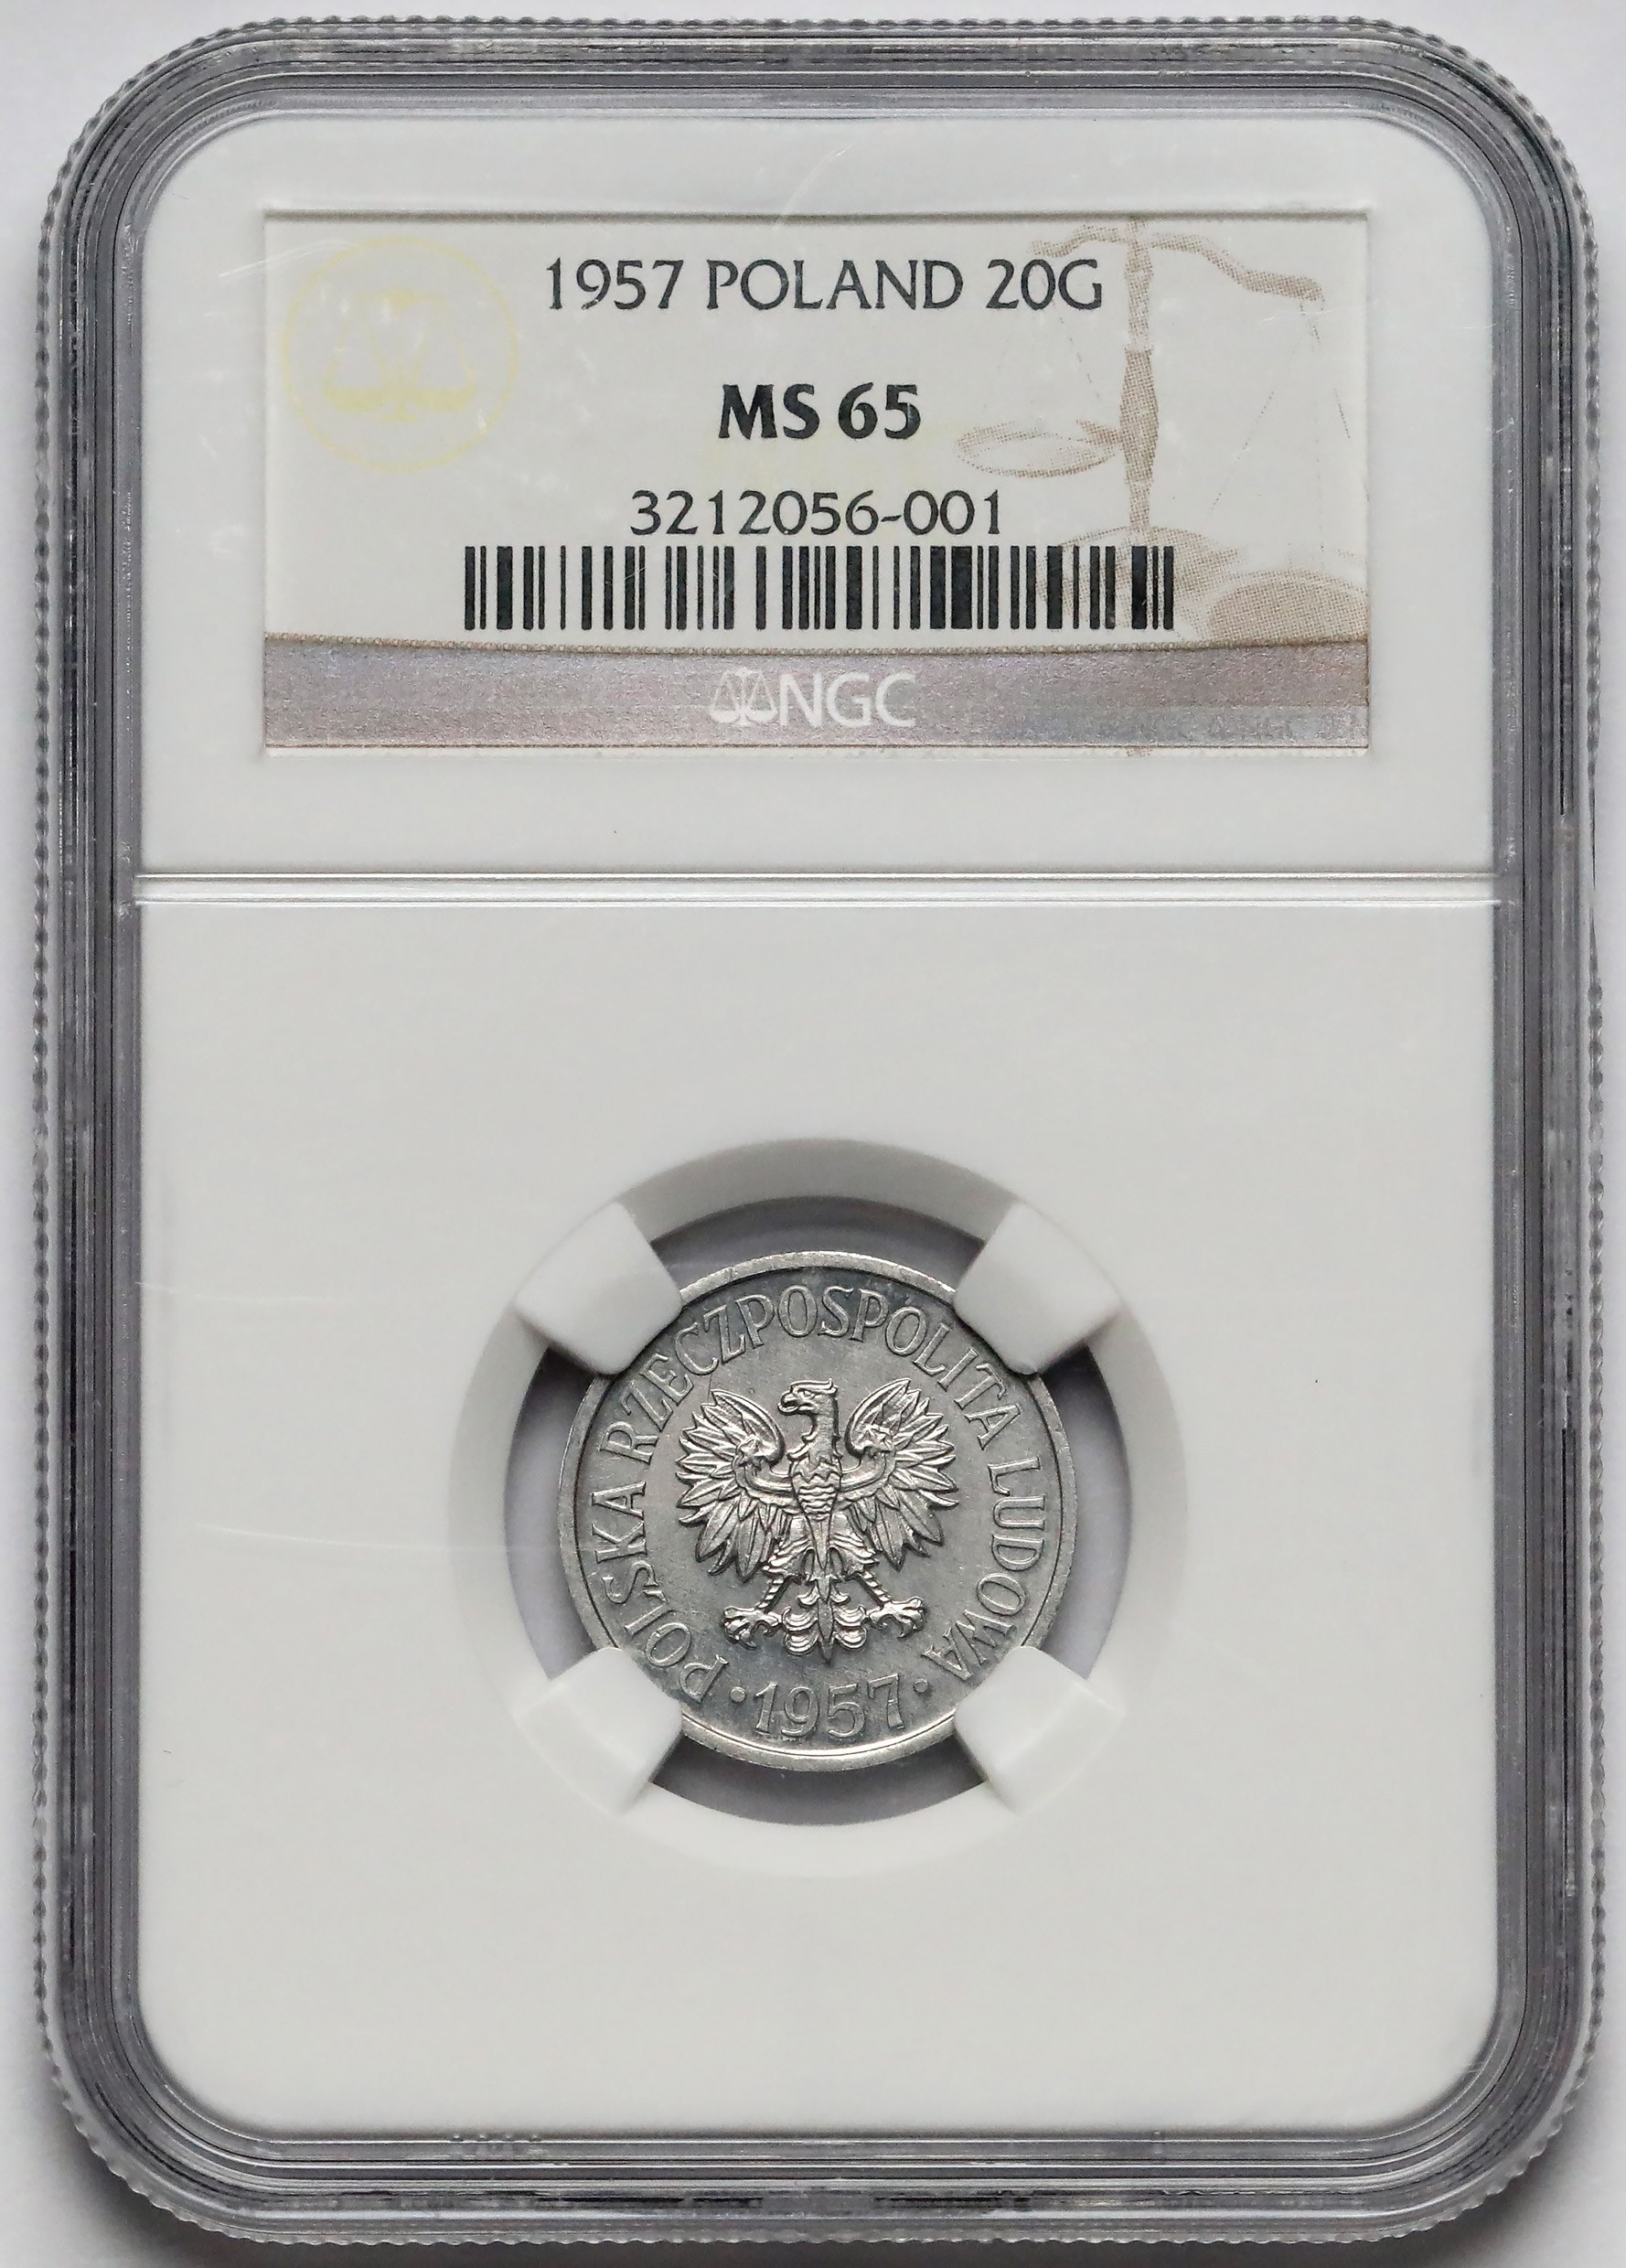 1957 POLAND 20G
MS 65
3212056-001
NGC
POLSKA RZECZPOSPOLITA LUDOWA
· 1957 ·